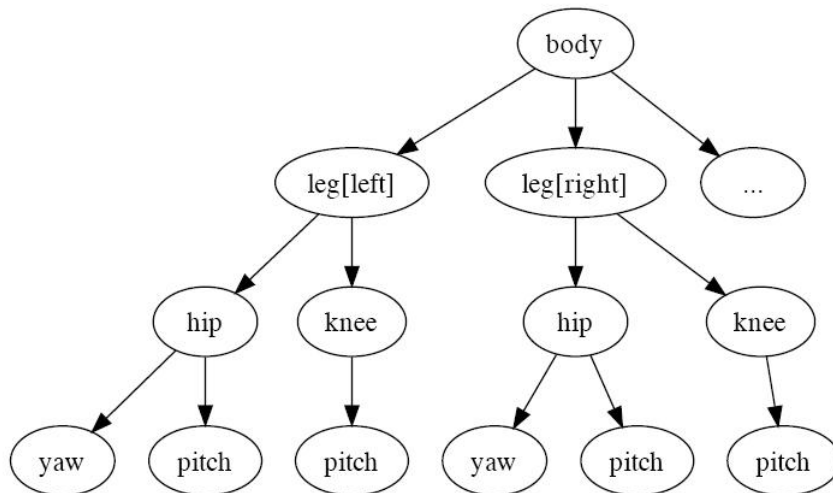 body
leg[left] leg[right] ...
hip knee hip knee
yaw pitch pitch yaw pitch pitch